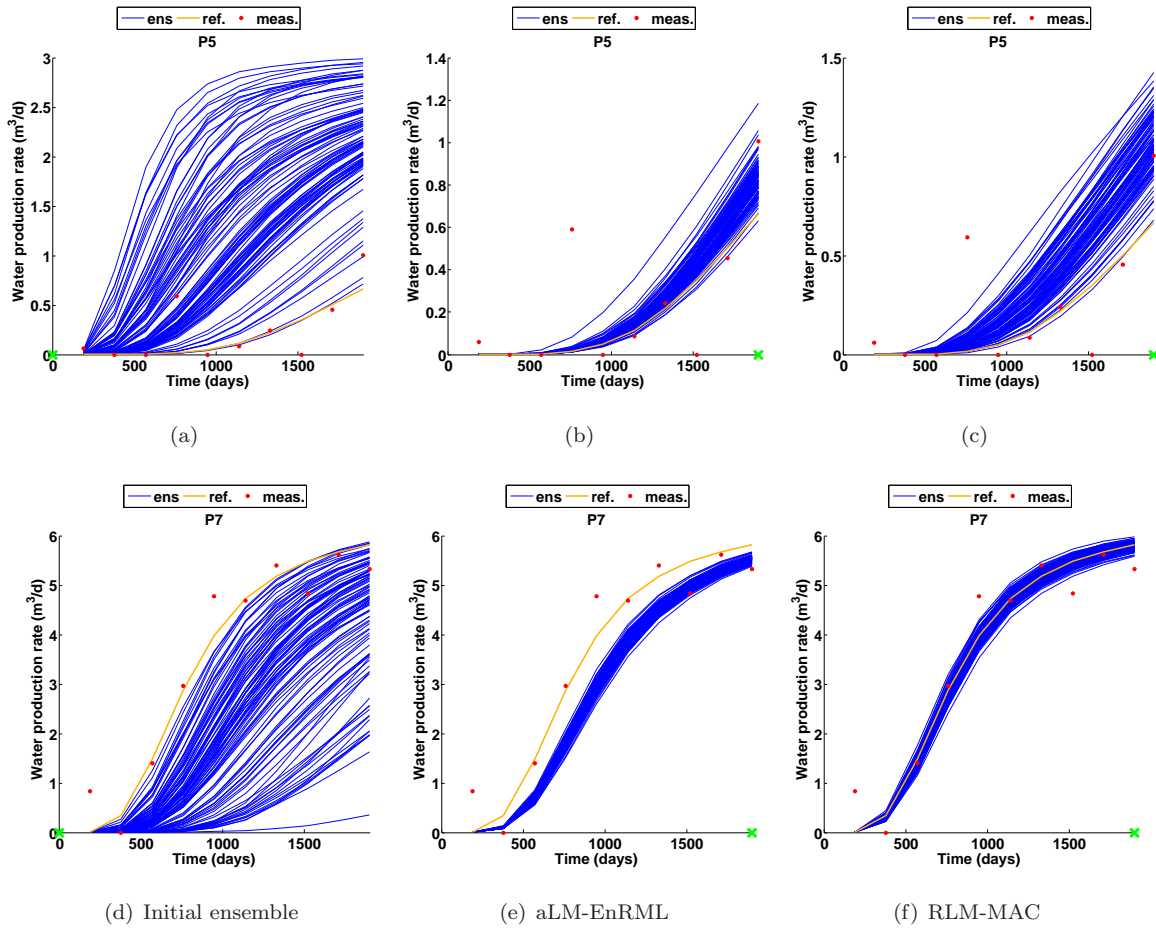 ens ref. meas.
P5
Water production rate (m³/d)
3
2.5
2
1.5
1
0.5
0
0 500 1000 1500
Time (days)
(a)
ens ref. meas.
P5
Water production rate (m³/d)
1.4
1.2
1
0.8
0.6
0.4
0.2
0
0 500 1000 1500
Time (days)
(b)
ens ref. meas.
P5
Water production rate (m³/d)
1.5
1
0.5
0
0 500 1000 1500
Time (days)
(c)
ens ref. meas.
P7
Water production rate (m³/d)
6
5
4
3
2
1
0
0 500 1000 1500
Time (days)
(d) Initial ensemble
ens ref. meas.
P7
Water production rate (m³/d)
6
5
4
3
2
1
0
0 500 1000 1500
Time (days)
(e) aLM-EnRML
ens ref. meas.
P7
Water production rate (m³/d)
6
5
4
3
2
1
0
0 500 1000 1500
Time (days)
(f) RLM-MAC